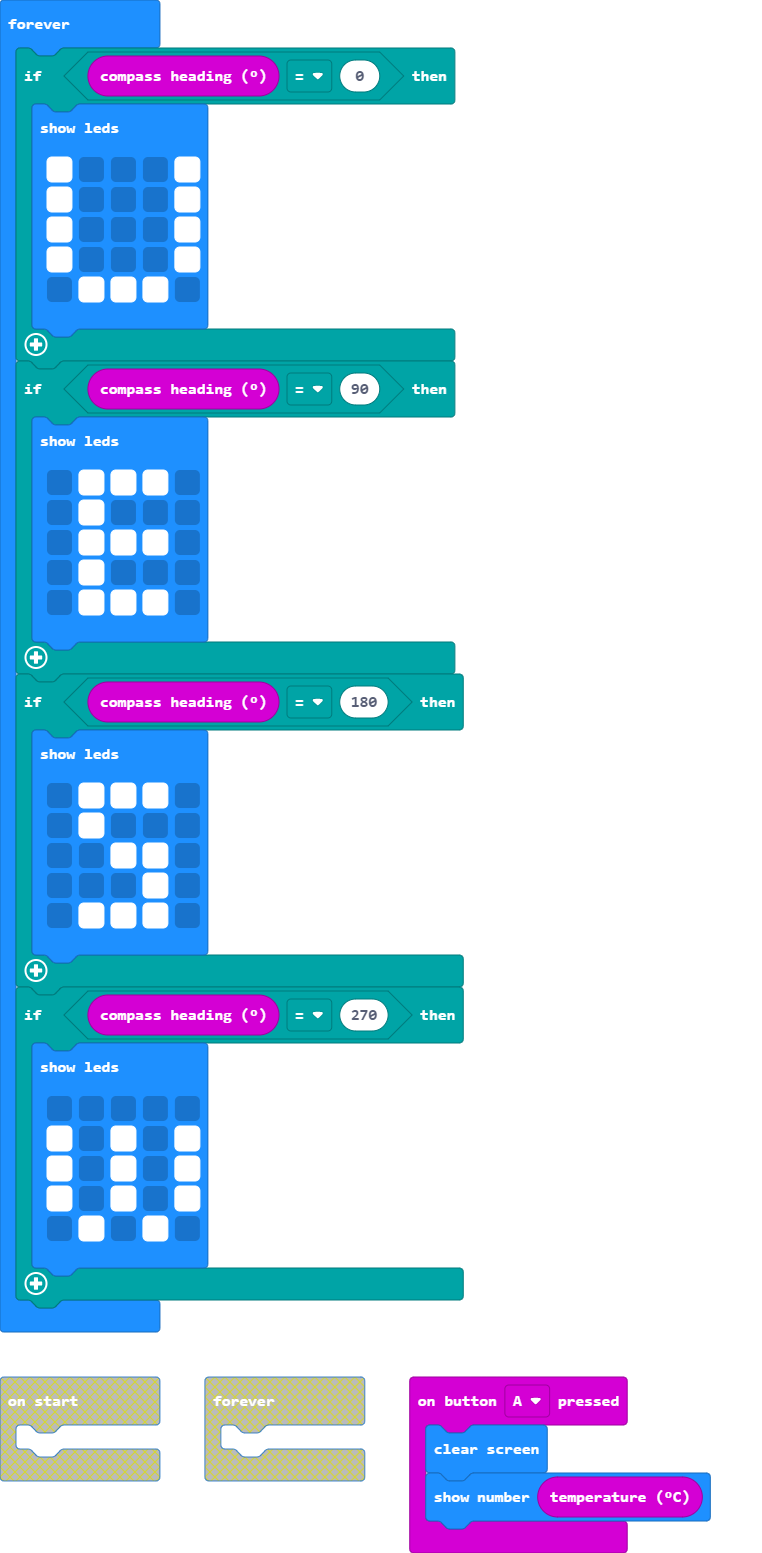 forever
if compass heading (º) = 0 then
show leds
if compass heading (º) = 90 then
show leds
if compass heading (º) = 180 then
show leds
if compass heading (º) = 270 then
show leds
on start
forever
on button A pressed
clear screen
show number temperature (ºC)